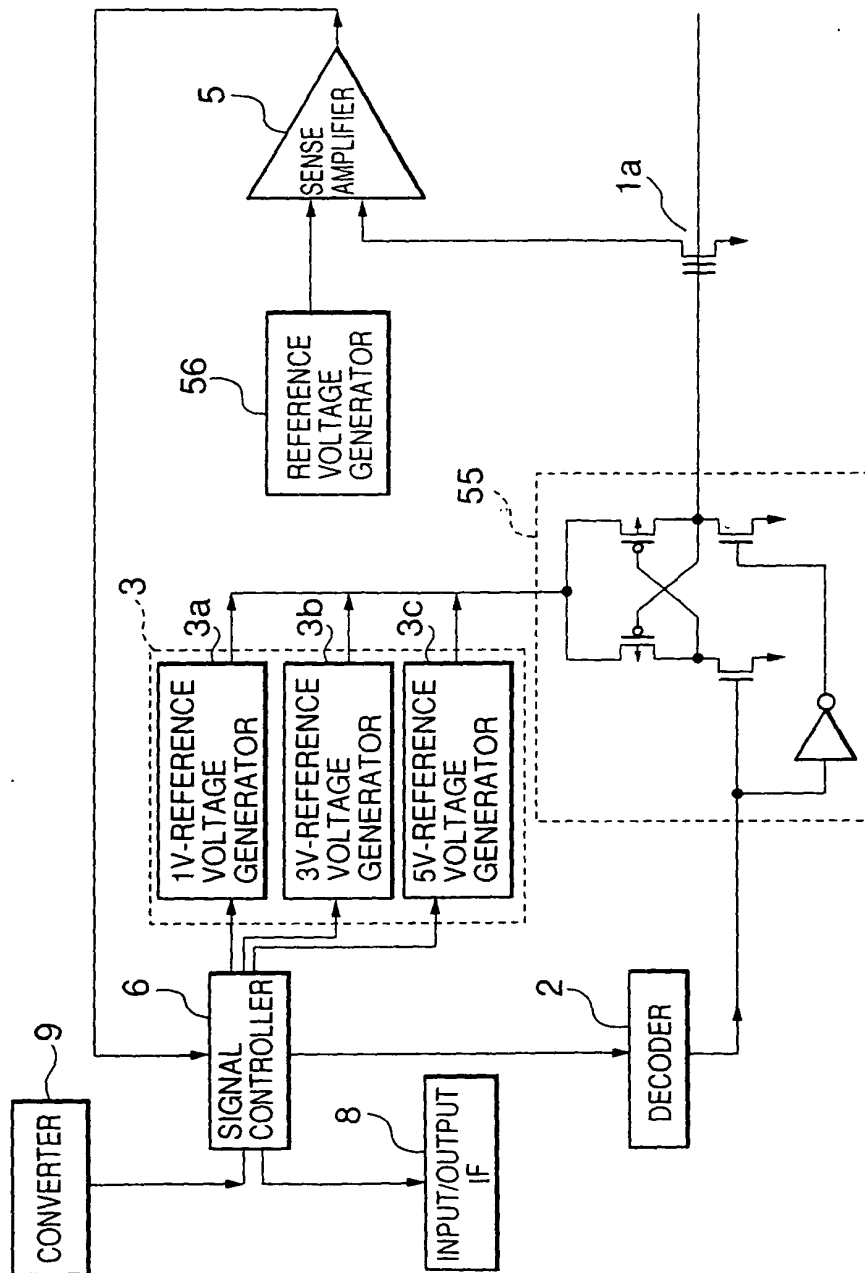 9
CONVERTER
6
SIGNAL
CONTROLLER
8
INPUT/OUTPUT
IF
2
DECODER
3
3a
1V-REFERENCE
VOLTAGE
GENERATOR
3b
3V-REFERENCE
VOLTAGE
GENERATOR
3c
5V-REFERENCE
VOLTAGE
GENERATOR
55
56
REFERENCE
VOLTAGE
GENERATOR
5
SENSE
AMPLIFIER
1a